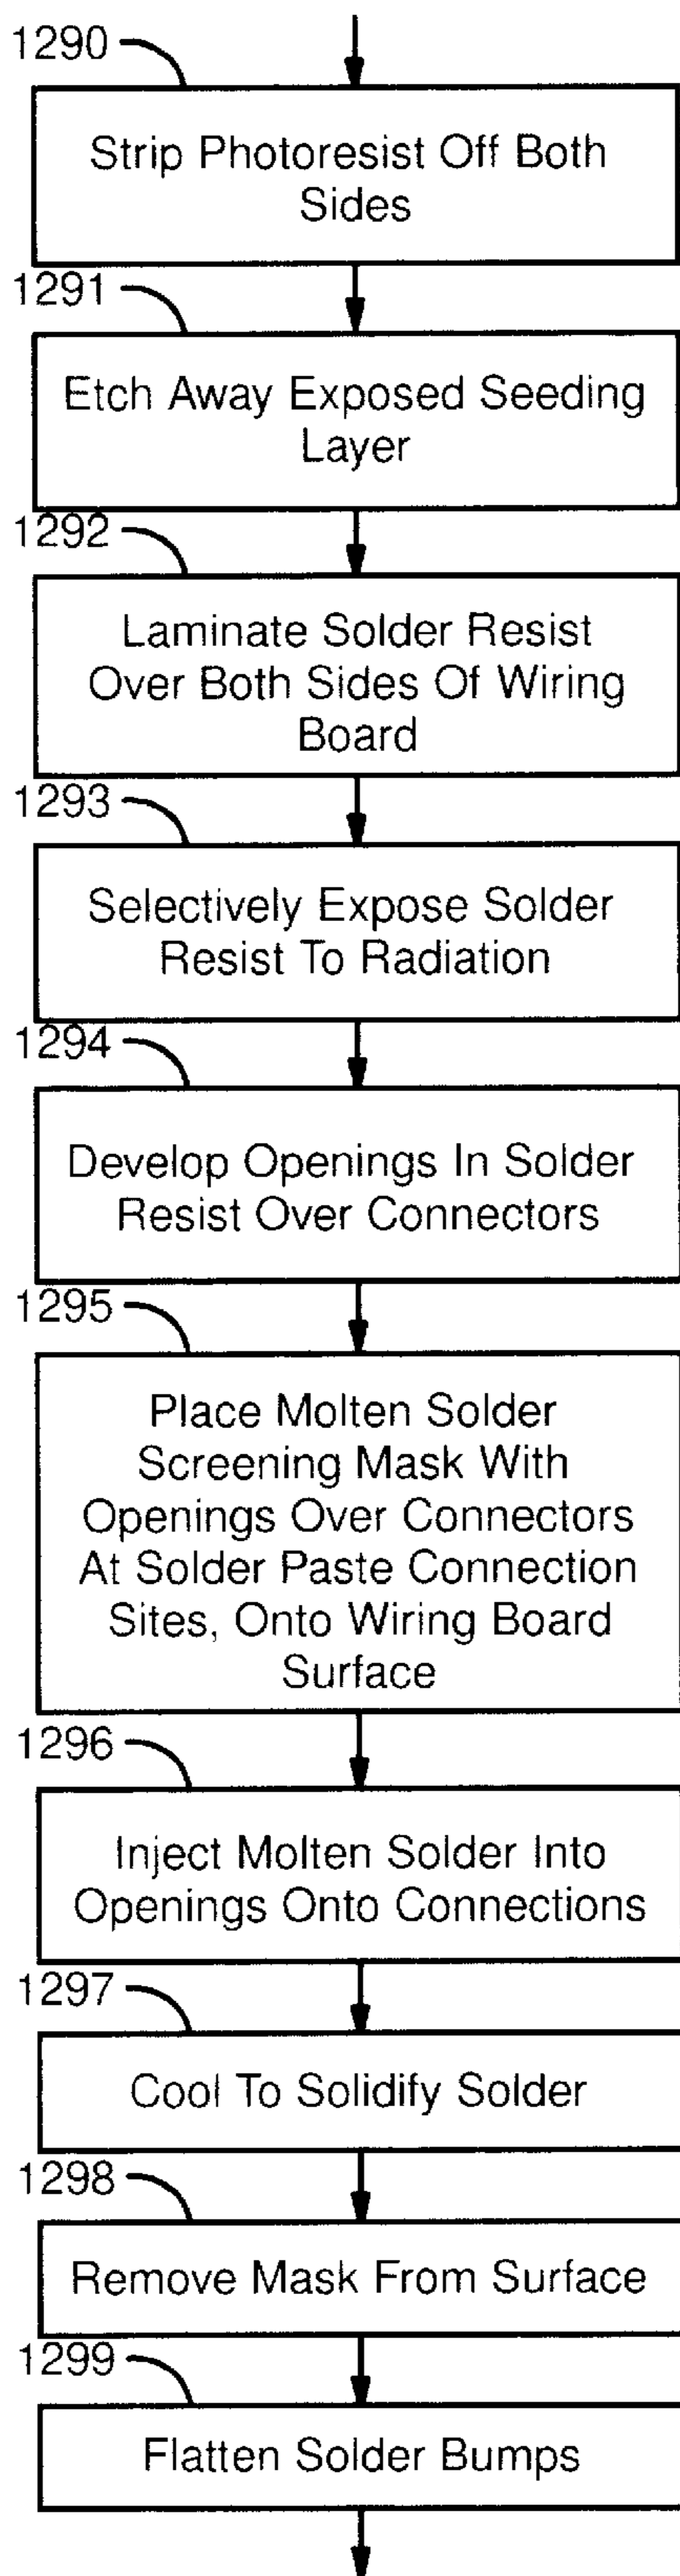 1290
Strip Photoresist Off Both
Sides
1291
Etch Away Exposed Seeding
Layer
1292
Laminate Solder Resist
Over Both Sides Of Wiring
Board
1293
Selectively Expose Solder
Resist To Radiation
1294
Develop Openings In Solder
Resist Over Connectors
1295
Place Molten Solder
Screening Mask With
Openings Over Connectors
At Solder Paste Connection
Sites, Onto Wiring Board
Surface
1296
Inject Molten Solder Into
Openings Onto Connections
1297
Cool To Solidify Solder
1298
Remove Mask From Surface
1299
Flatten Solder Bumps